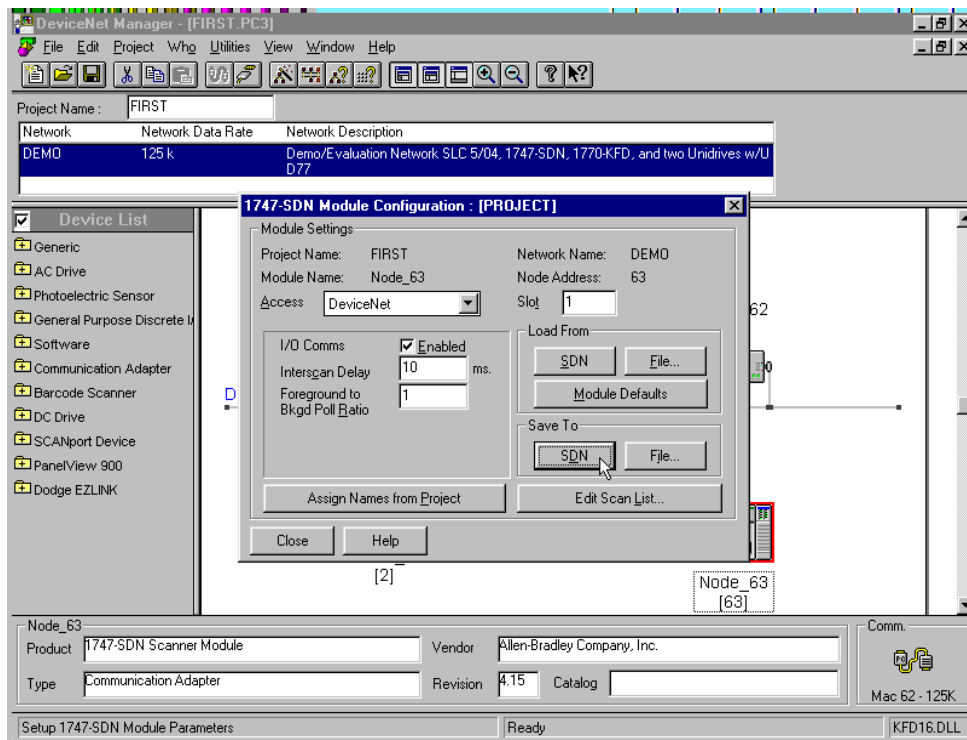 DeviceNet Manager - [FIRST.PC3]
File Edit Project Who Utilities View Window Help
Project Name : FIRST
Network Network Data Rate Network Description
DEMO 125 k Demo/Evaluation Network SLC 5/04, 1747-SDN, 1770-KFD, and two Unidrives w/U
D77
Device List
Generic
AC Drive
Photoelectric Sensor
General Purpose Discrete I/
Software
Communication Adapter
Barcode Scanner
DC Drive
SCANport Device
PanelView 900
Dodge EZLINK
1747-SDN Module Configuration : [PROJECT]
Module Settings
Project Name: FIRST Network Name: DEMO
Module Name: Node_63 Node Address: 63
Access DeviceNet Slot 1
I/O Comms Enabled
Interscan Delay 10 ms.
Foreground to
Bkgd Poll Ratio 1
Load From
SDN File...
Module Defaults
Save To
SDN File...
Assign Names from Project Edit Scan List...
Close Help
62
D
[2]
Node_63
[63]
Node_63
Product 1747-SDN Scanner Module Vendor Allen-Bradley Company, Inc.
Type Communication Adapter Revision 4.15 Catalog
Comm.
Mac 62 - 125K
Setup 1747-SDN Module Parameters Ready KFD16.DLL